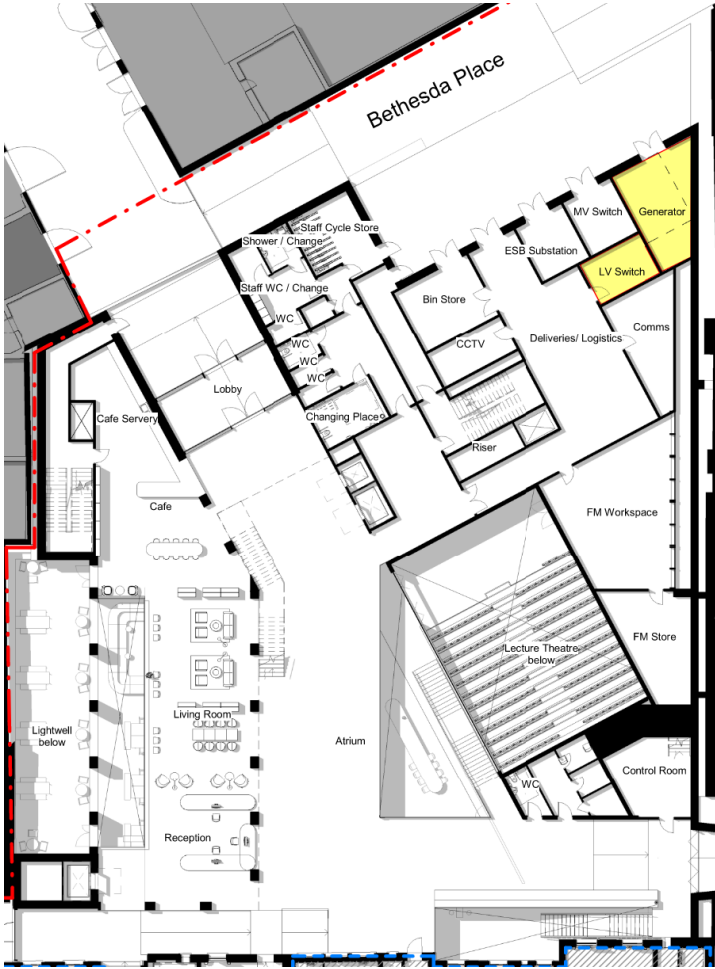 Bethesda Place
Staff Cycle Store
Shower / Change
MV Switch
Generator
ESB Substation
LV Switch
Staff WC / Change
Bin Store
WC
Deliveries/ Logistics
Comms
WC
CCTV
WC
WC
Lobby
Changing Place
Cafe Servery
Riser
Cafe
FM Workspace
FM Store
Lecture Theatre
below
Living Room
Lightwell
below
Atrium
Control Room
WC
Reception